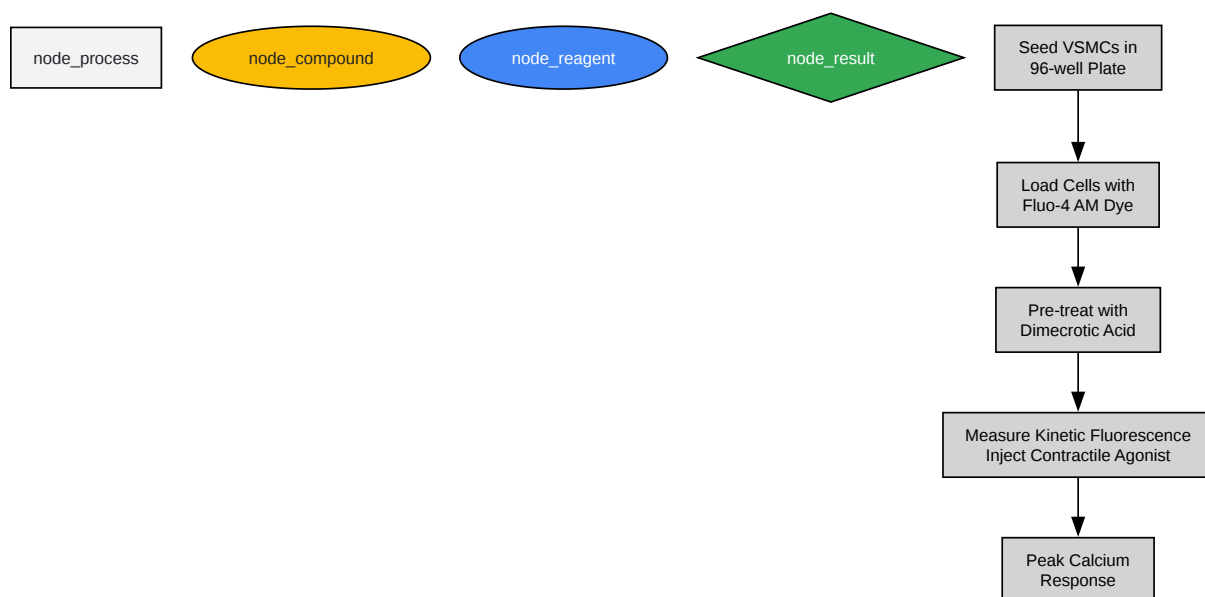 node_process
node_compound
node_reagent
node_result
Seed VSMCs in
96-well Plate
Load Cells with
Fluo-4 AM Dye
Pre-treat with
Dimecrotic Acid
Measure Kinetic Fluorescence
Inject Contractile Agonist
Peak Calcium
Response